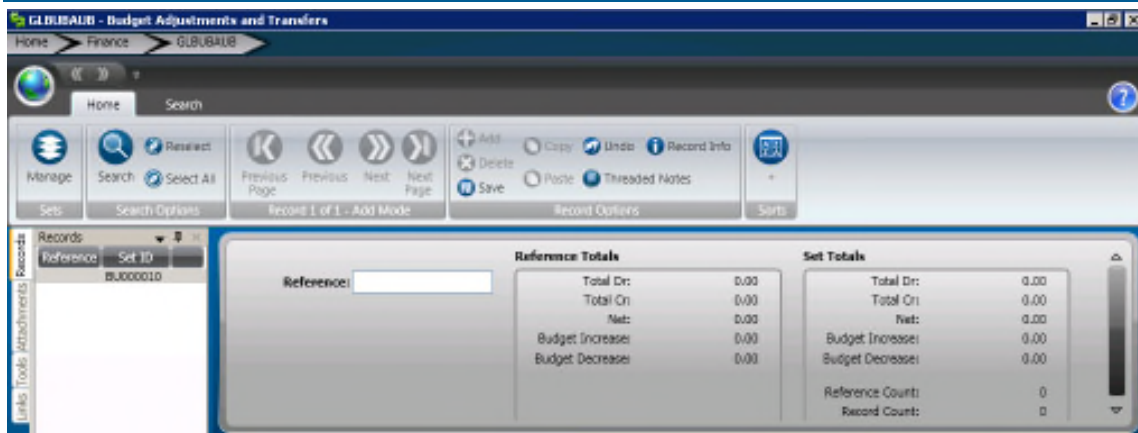 GLBUBAUB - Budget Adjustments and Transfers
Home Finance GLBUBAUB
Home Search
Manage
Sets
Search
Reselect
Select All
Search Options
Previous Page
Previous
Next
Next Page
Record 1 of 1 - Add Mode
Add
Delete
Save
Copy
Paste
Undo
Threaded Notes
Record Info
Record Options
Sorts
Records
Attachments
Tools
Links
Records
Reference Set ID
BU000010
Reference:
Reference Totals
Total Dr: 0.00
Total Cr: 0.00
Net: 0.00
Budget Increase: 0.00
Budget Decrease: 0.00
Set Totals
Total Dr: 0.00
Total Cr: 0.00
Net: 0.00
Budget Increase: 0.00
Budget Decrease: 0.00
Reference Count: 0
Record Count: 0